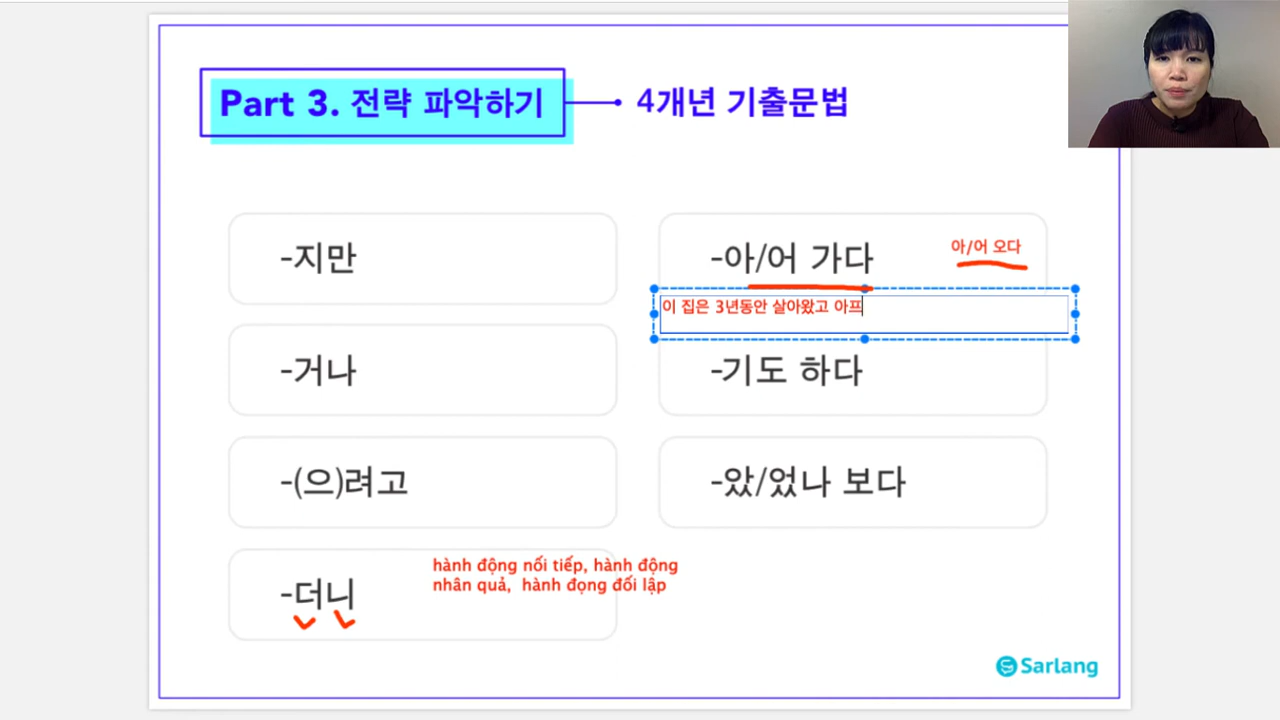 Part 3. 전략 파악하기
4개년 기출문법
-지만
-아/어 가다
아/어 오다
이 집은 3년동안 살아왔고 아프
-거나
-기도 하다
-(으)려고
-았/었나 보다
-더니
hành động nối tiếp, hành động
nhân quả, hành đọng đối lập
Sarlang